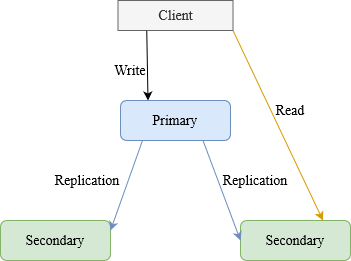 Client
Write
Primary
Read
Replication
Replication
Secondary
Secondary